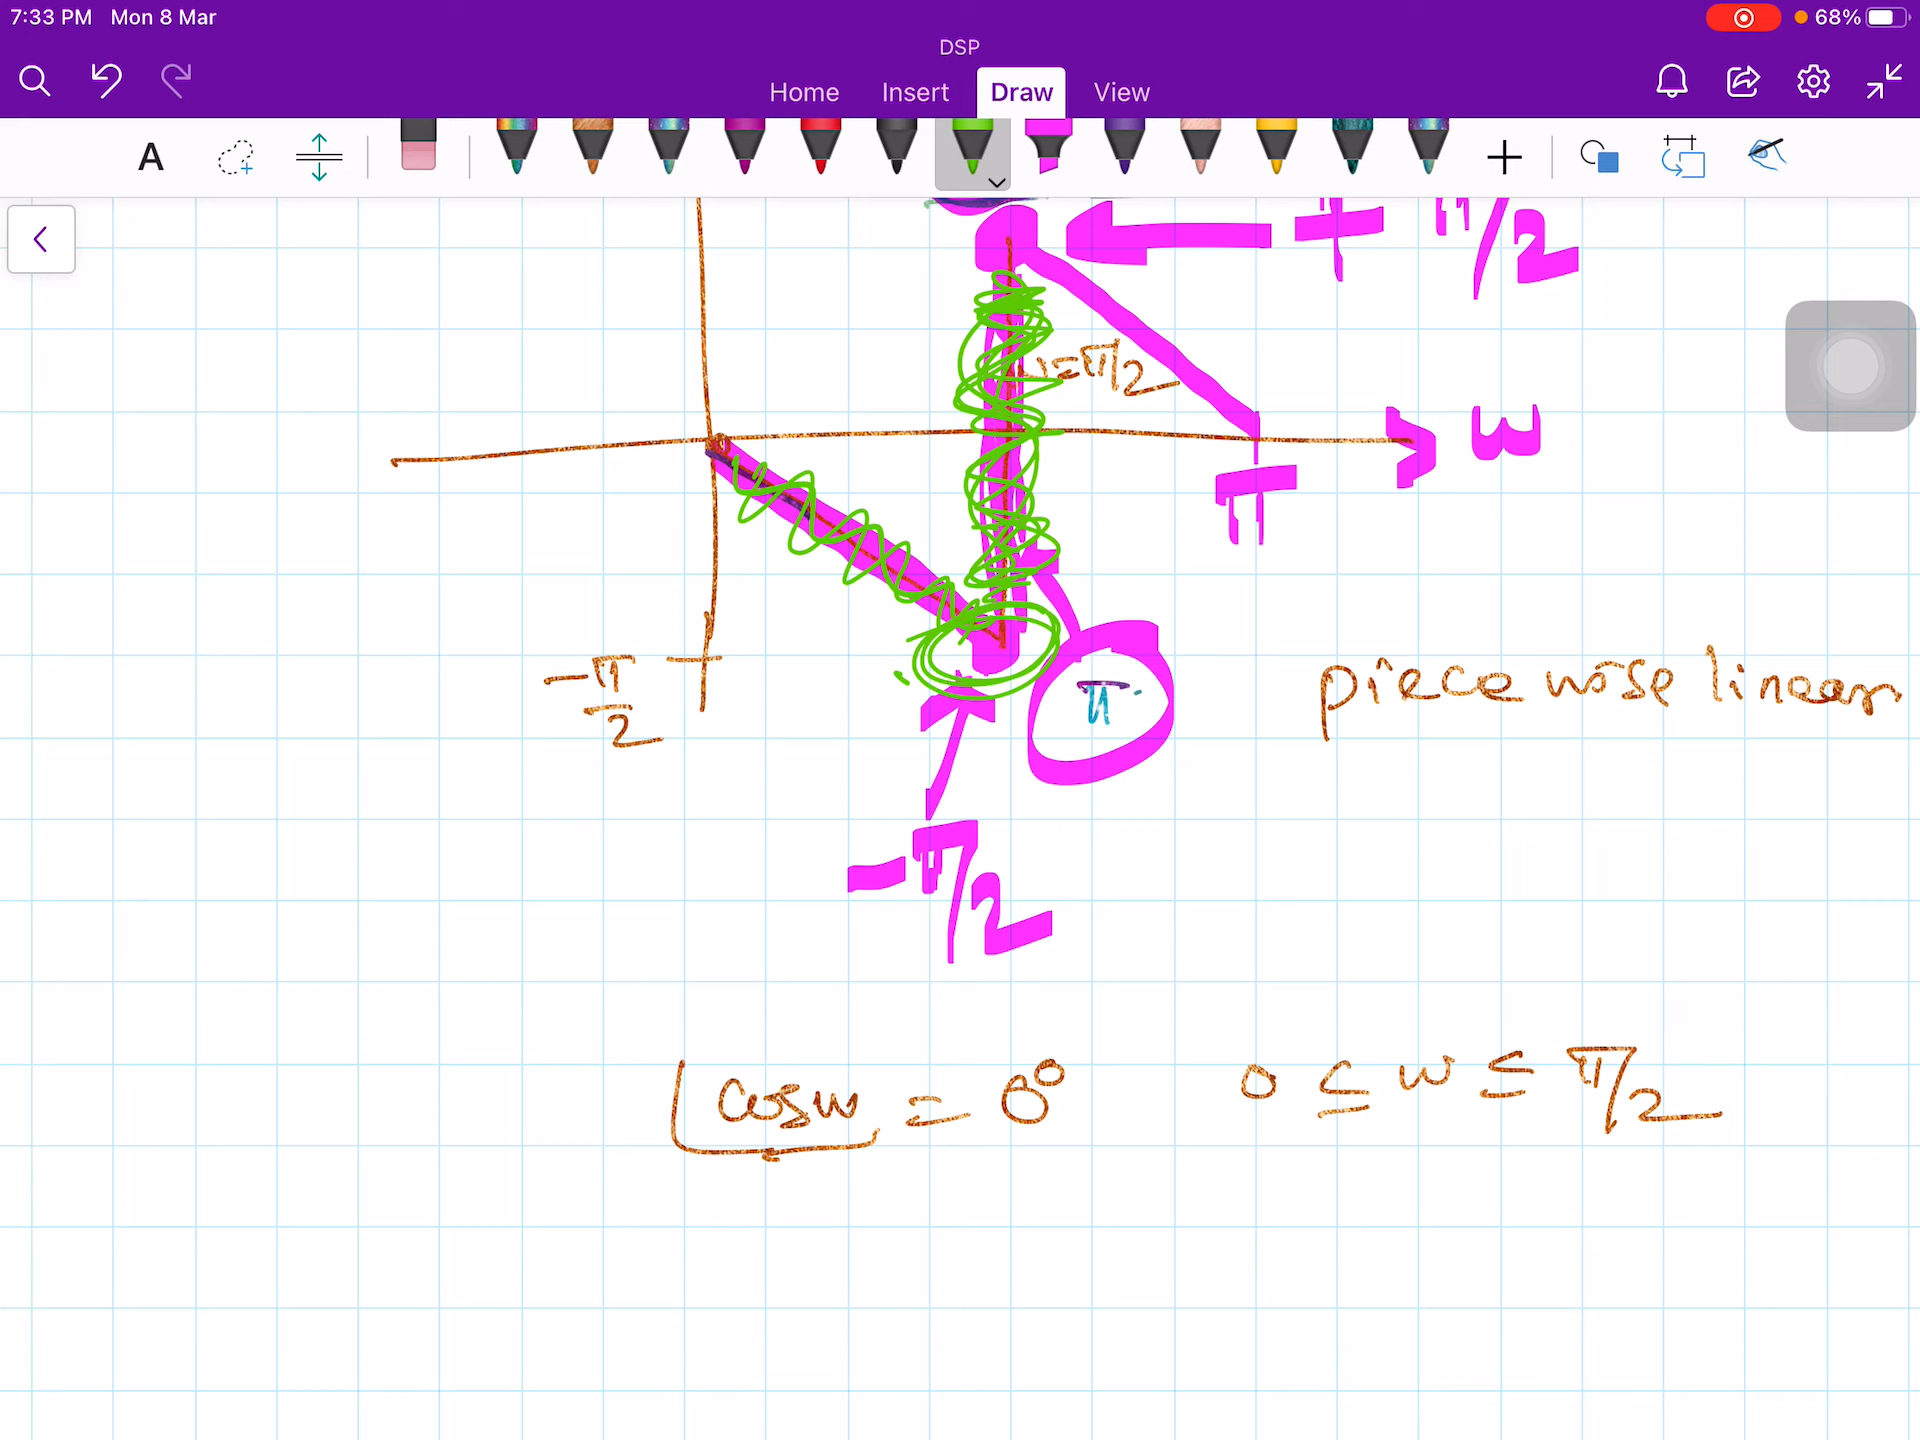 7:33 PM Mon 8 Mar
68%
DSP
Home Insert Draw View
A
+ π/2
ω=π/2
ω
π
-π/2
π
piece wise linear
-π/2
∠cosω = 0° 0 ≤ ω ≤ π/2